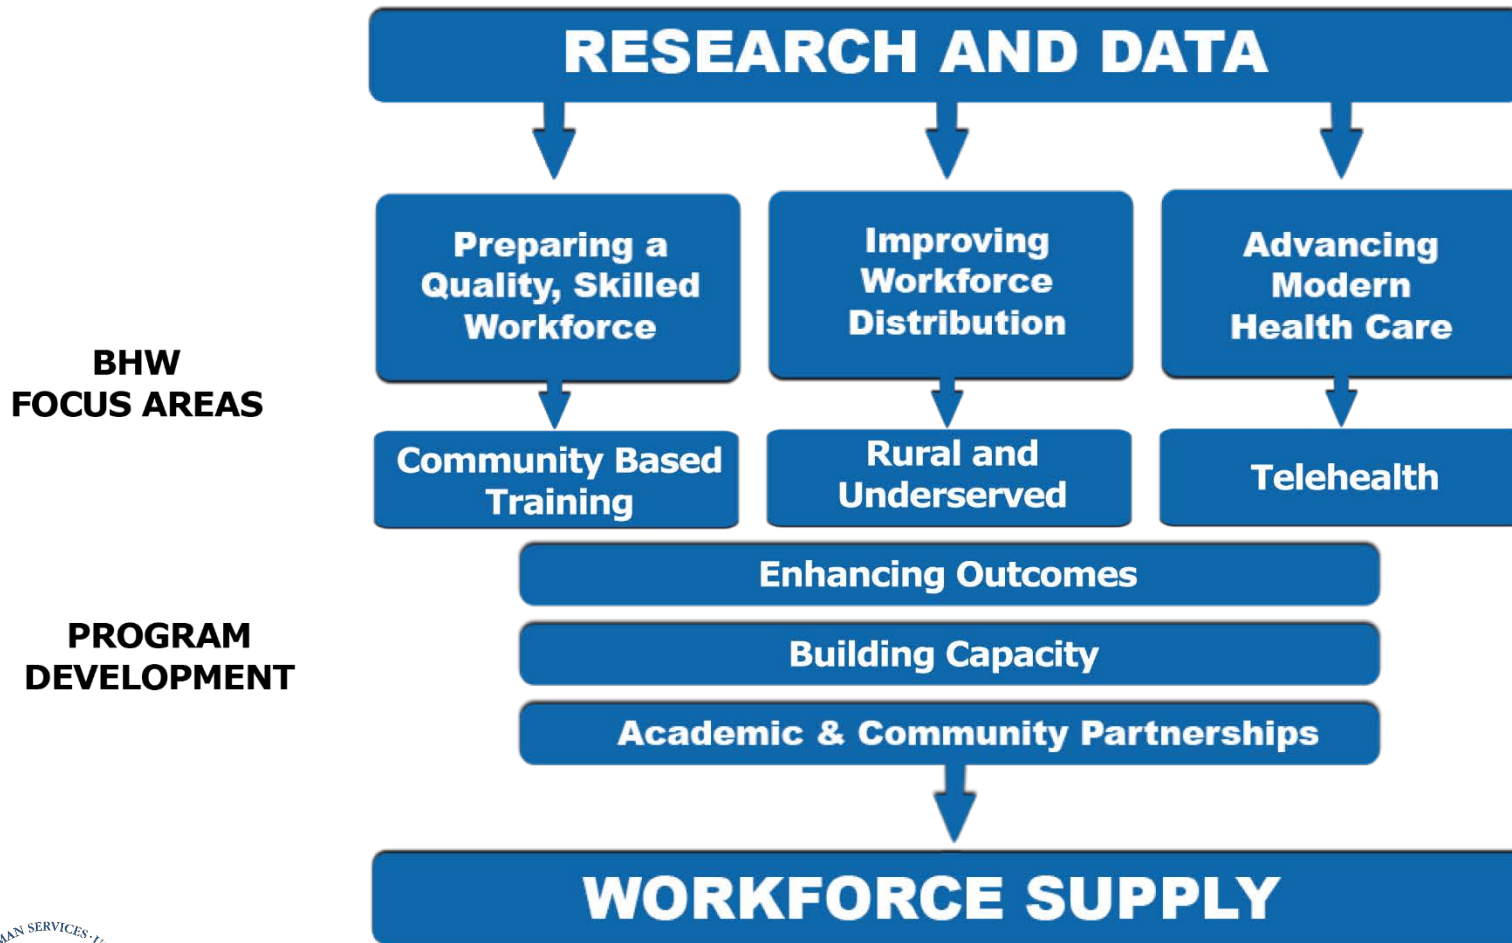 RESEARCH AND DATA
Preparing a
Quality, Skilled
Workforce
Improving
Workforce
Distribution
Advancing
Modern
Health Care
BHW
FOCUS AREAS
Community Based
Training
Rural and
Underserved
Telehealth
Enhancing Outcomes
PROGRAM
DEVELOPMENT
Building Capacity
Academic & Community Partnerships
WORKFORCE SUPPLY
SERVICES